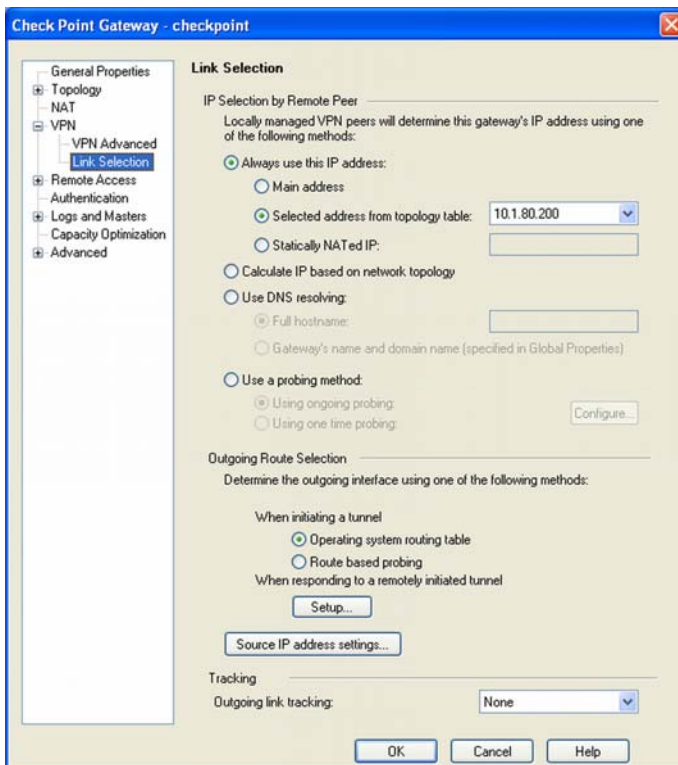 Check Point Gateway - checkpoint
General Properties
Topology
NAT
VPN
VPN Advanced
Link Selection
Remote Access
Authentication
Logs and Masters
Capacity Optimization
Advanced
Link Selection
IP Selection by Remote Peer
Locally managed VPN peers will determine this gateway's IP address using one
of the following methods:
Always use this IP address:
Main address
Selected address from topology table: 10.1.80.200
Statically NATed IP:
Calculate IP based on network topology
Use DNS resolving:
Full hostname:
Gateway's name and domain name (specified in Global Properties)
Use a probing method:
Using ongoing probing:
Using one time probing: Configure...
Outgoing Route Selection
Determine the outgoing interface using one of the following methods:
When initiating a tunnel
Operating system routing table
Route based probing
When responding to a remotely initiated tunnel
Setup...
Source IP address settings...
Tracking
Outgoing link tracking: None
OK Cancel Help